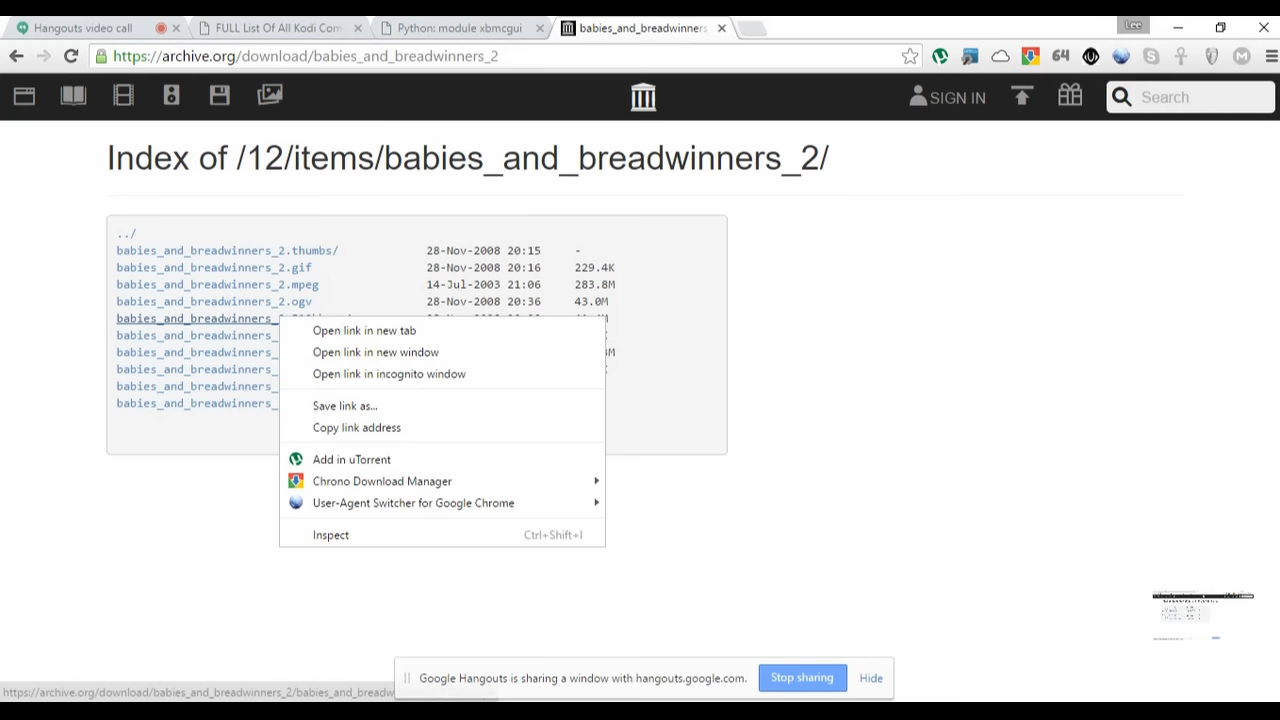 Hangouts video call
FULL List Of All Kodi Com
Python: module xbmcgui
babies_and_breadwinners_
Lee
https://archive.org/download/babies_and_breadwinners_2
64
SIGN IN
Search
Index of /12/items/babies_and_breadwinners_2/
../
babies_and_breadwinners_2.thumbs/ 28-Nov-2008 20:15 -
babies_and_breadwinners_2.gif 28-Nov-2008 20:16 229.4K
babies_and_breadwinners_2.mpeg 14-Jul-2003 21:06 283.8M
babies_and_breadwinners_2.ogv 28-Nov-2008 20:36 43.0M
babies_and_breadwinners_
babies_and_breadwinners_
babies_and_breadwinners_
babies_and_breadwinners_
babies_and_breadwinners_
babies_and_breadwinners_
Open link in new tab
Open link in new window
Open link in incognito window
Save link as...
Copy link address
Add in uTorrent
Chrono Download Manager
User-Agent Switcher for Google Chrome
Inspect Ctrl+Shift+I
Google Hangouts is sharing a window with hangouts.google.com.
Stop sharing
Hide
https://archive.org/download/babies_and_breadwinners_2/babies_and_breadw